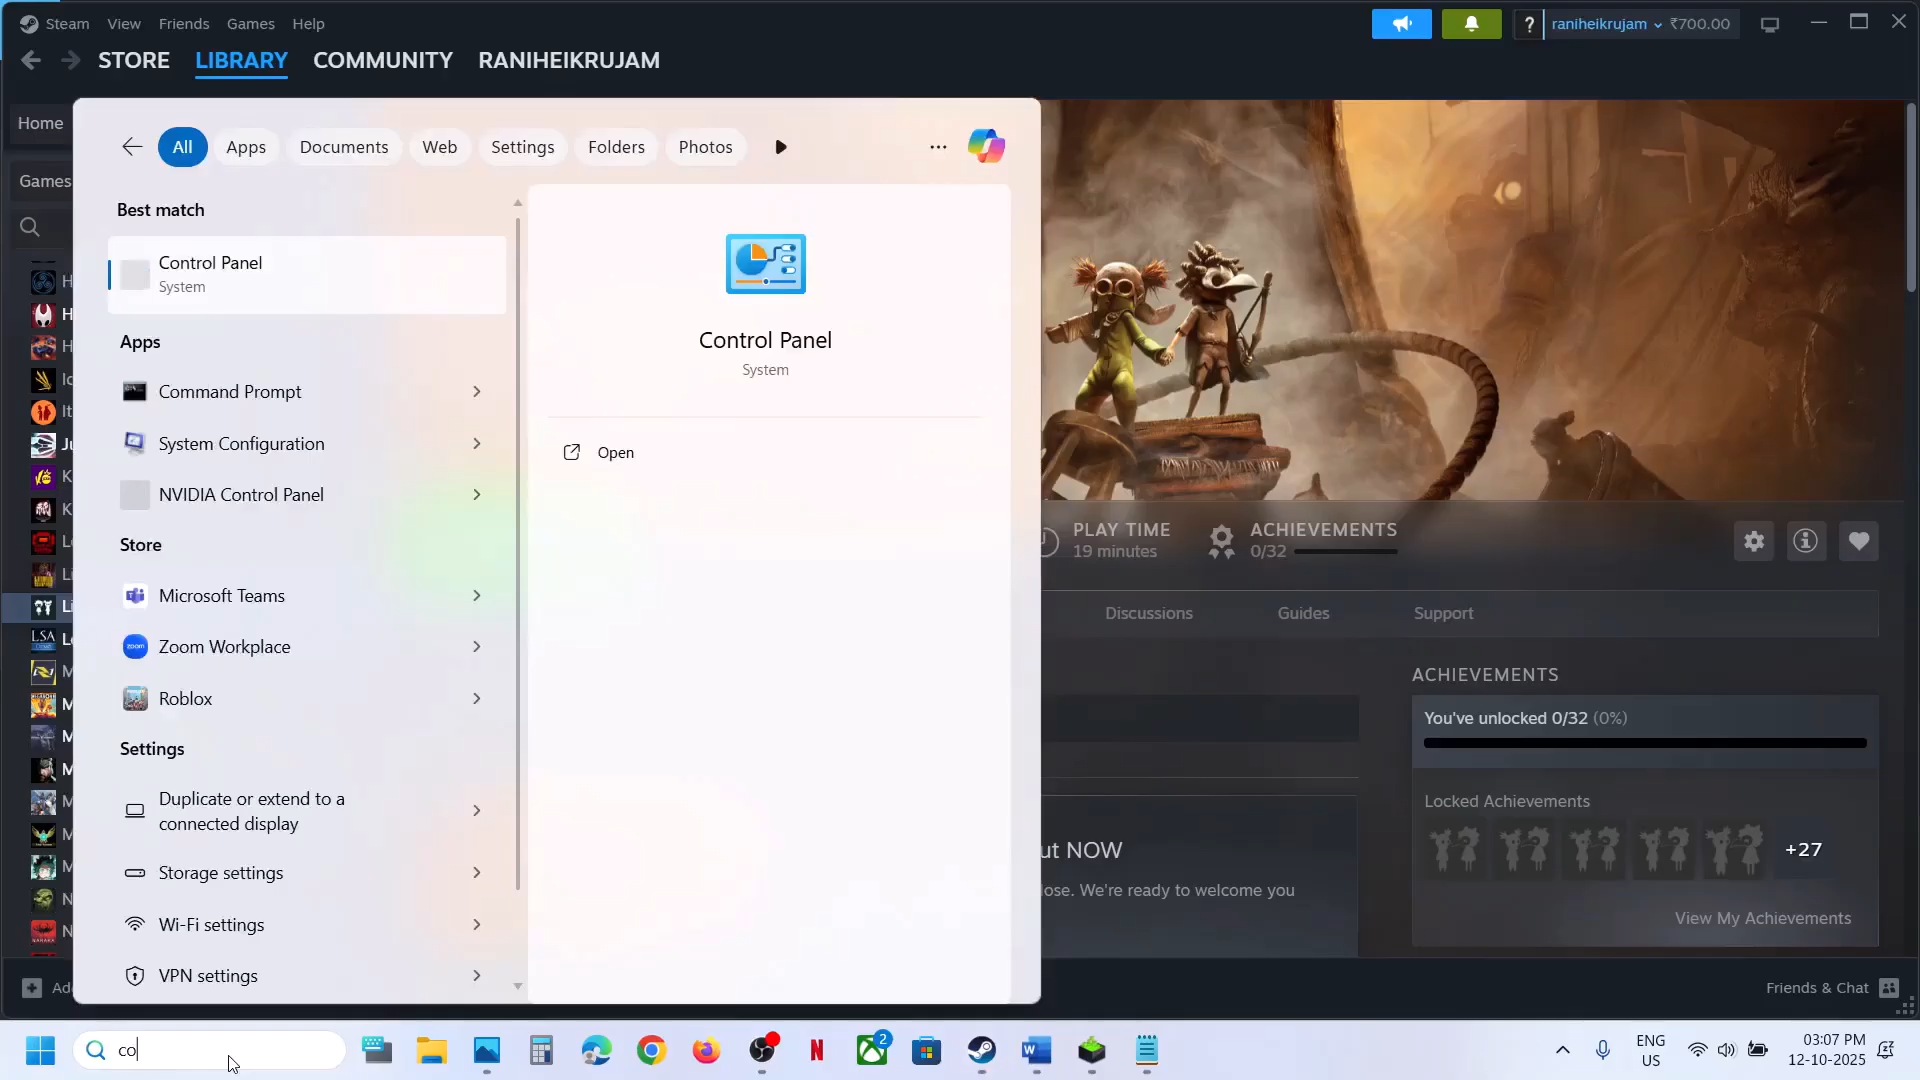 Steam View Friends Games Help
? raniheikrujam ₹700.00
STORE LIBRARY COMMUNITY RANIHEIKRUJAM
Home
Games
All Apps Documents Web Settings Folders Photos
Best match
Control Panel
System
Apps
Command Prompt
System Configuration
NVIDIA Control Panel
Store
Microsoft Teams
Zoom Workplace
Roblox
Settings
Duplicate or extend to a
connected display
Storage settings
Wi-Fi settings
VPN settings
Control Panel
System
Open
PLAY TIME
19 minutes
ACHIEVEMENTS
0/32
Discussions Guides Support
ACHIEVEMENTS
You've unlocked 0/32 (0%)
Locked Achievements
+27
View My Achievements
ut NOW
lose. We're ready to welcome you
Friends & Chat
co
zoom
LSA
2
ENG
US
03:07 PM
12-10-2025